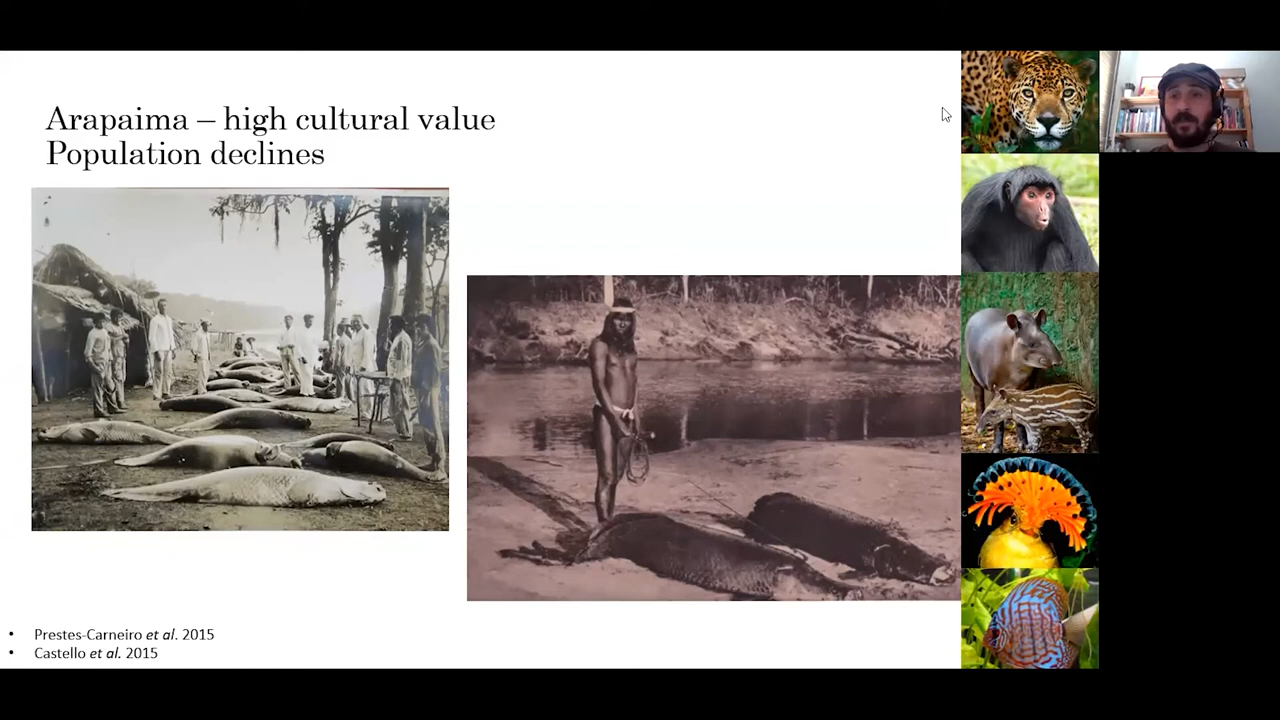 Arapaima – high cultural value
Population declines
• Prestes-Carneiro et al. 2015
• Castello et al. 2015